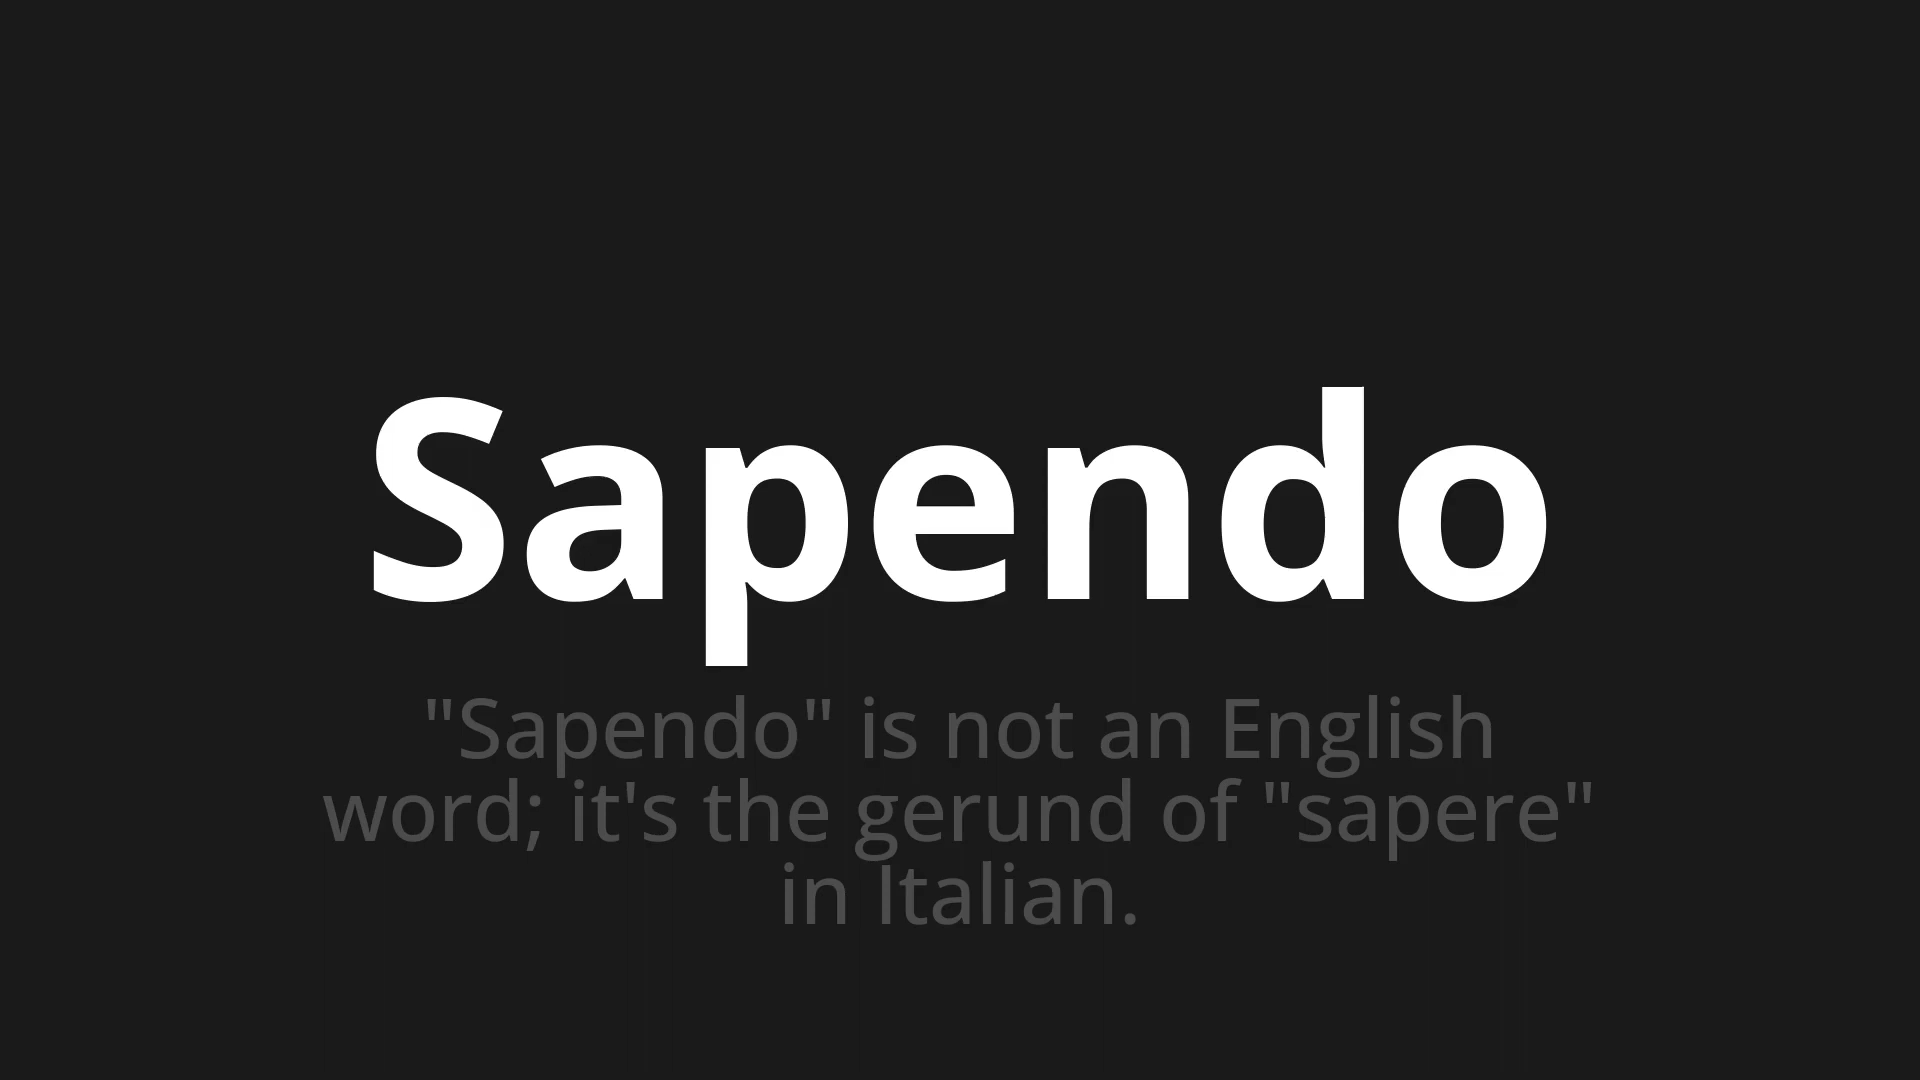 Sapendo
"Sapendo" is not an English
word; it's the gerund of "sapere"
in Italian.